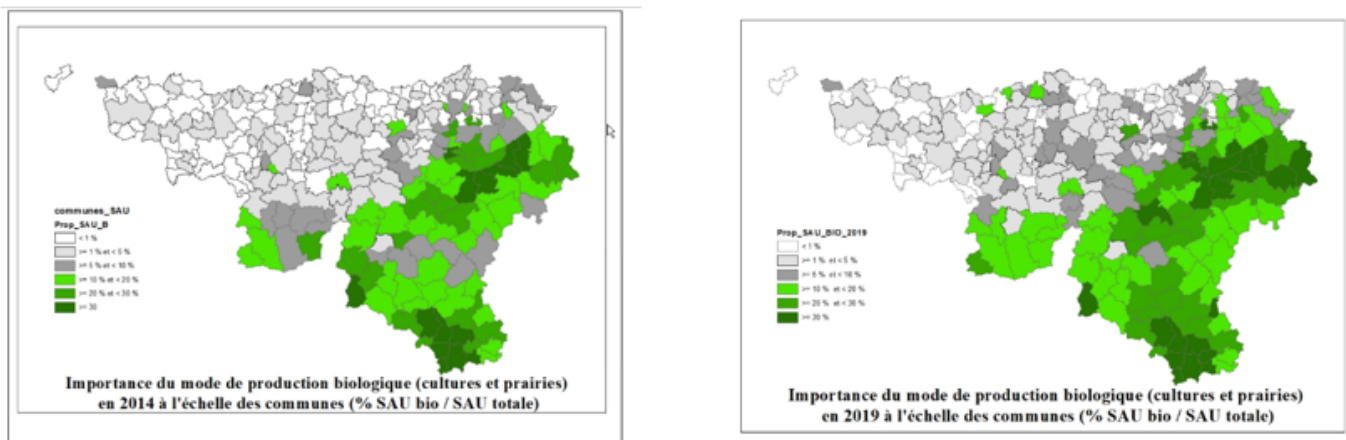 communes_SAU
Prop_SAU_B
< 1 %
>= 1 % et < 5 %
>= 5 % et < 10 %
>= 10 % et < 20 %
>= 20 % et < 30 %
>= 30
Importance du mode de production biologique (cultures et prairies)
en 2014 à l'échelle des communes (% SAU bio / SAU totale)
Prop_SAU_BIO_2019
< 1 %
>= 1 % et < 5 %
>= 5 % et < 10 %
>= 10 % et < 20 %
>= 20 % et < 30 %
>= 30 %
Importance du mode de production biologique (cultures et prairies)
en 2019 à l'échelle des communes (% SAU bio / SAU totale)